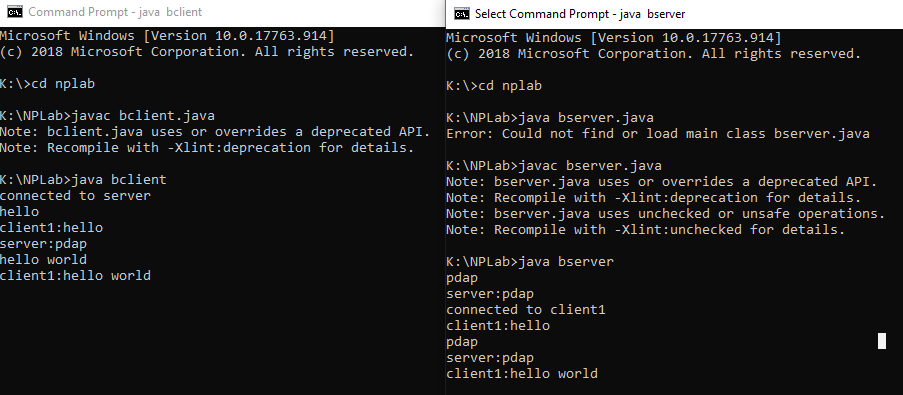 Command Prompt - java  bclient
Microsoft Windows [Version 10.0.17763.914]
(c) 2018 Microsoft Corporation. All rights reserved.
K:\>cd nplab
K:\NPLab>javac bclient.java
Note: bclient.java uses or overrides a deprecated API.
Note: Recompile with -Xlint:deprecation for details.
K:\NPLab>java bclient
connected to server
hello
client1:hello
server:pdap
hello world
client1:hello world
Select Command Prompt - java  bserver
Microsoft Windows [Version 10.0.17763.914]
(c) 2018 Microsoft Corporation. All rights reserved.
K:\>cd nplab
K:\NPLab>java bserver.java
Error: Could not find or load main class bserver.java
K:\NPLab>javac bserver.java
Note: bserver.java uses or overrides a deprecated API.
Note: Recompile with -Xlint:deprecation for details.
Note: bserver.java uses unchecked or unsafe operations.
Note: Recompile with -Xlint:unchecked for details.
K:\NPLab>java bserver
pdap
server:pdap
connected to client1
client1:hello
pdap
server:pdap
client1:hello world